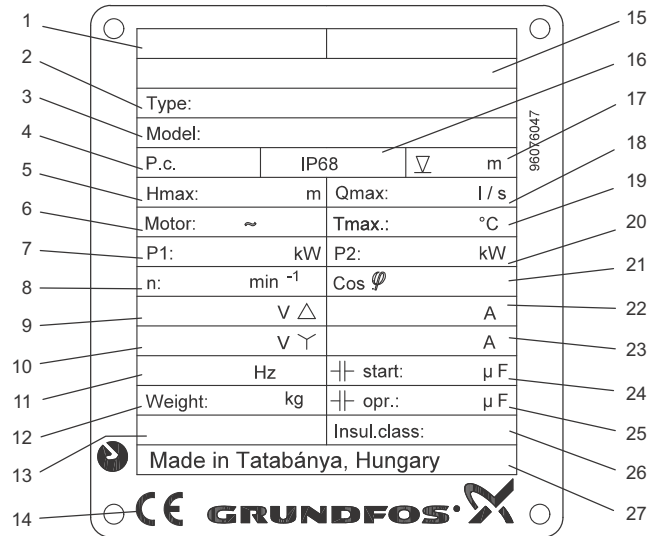 1
15
2
16
Type:
3
17
Model:
4
P.c. IP68 m
96076047
18
5
Hmax: m Qmax: l / s
19
6
Motor: ~ Tmax.: °C
20
7
P1: kW P2: kW
21
8
n: min -1 Cos φ
22
9
V △ A
23
10
V Y A
24
11
Hz start: µ F
25
12
Weight: kg opr.: µ F
26
13
Insul.class:
Made in Tatabánya, Hungary
27
14
CE GRUNDFOS